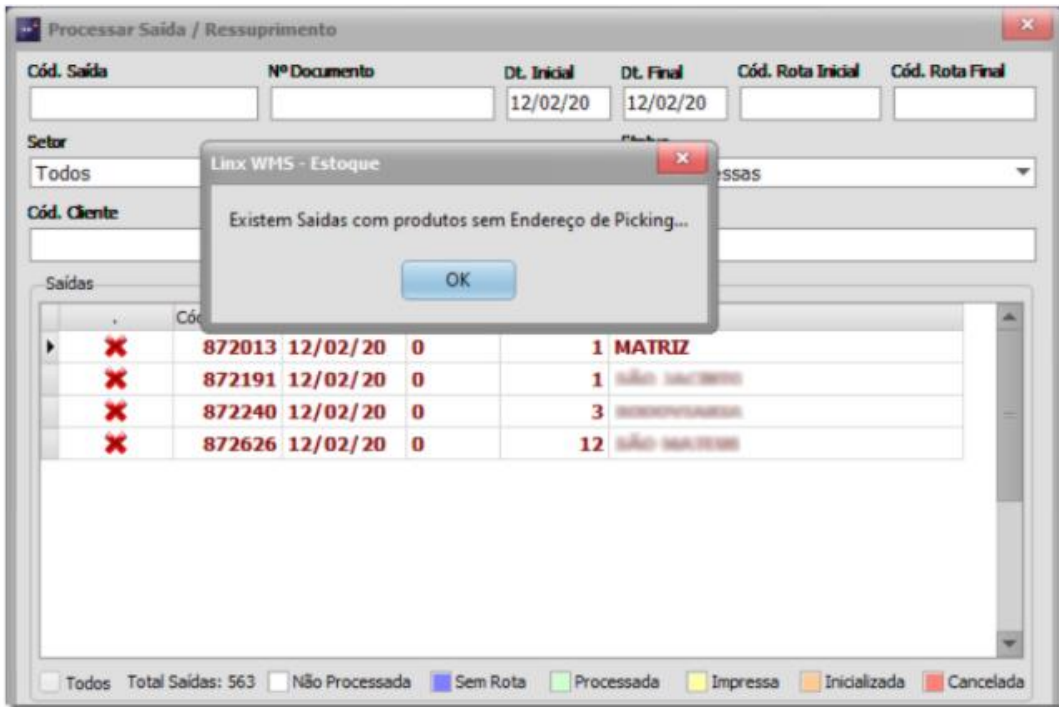 Processar Saída / Ressuprimento
Cód. Saída Nº Documento Dt. Inicial Dt. Final Cód. Rota Inicial Cód. Rota Final
12/02/20 12/02/20
Setor
Todos
Linx WMS - Estoque
Existem Saidas com produtos sem Endereço de Picking...
OK
Cód. Cliente
Saídas
872013 12/02/20 0 1 MATRIZ
872191 12/02/20 0 1
872240 12/02/20 0 3
872626 12/02/20 0 12
Todos Total Saídas: 563 Não Processada Sem Rota Processada Impressa Inicializada Cancelada